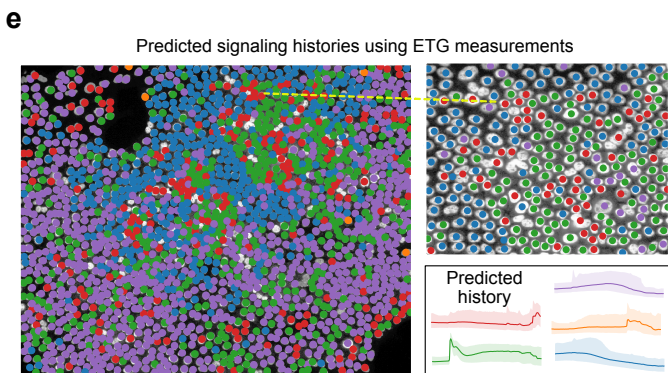 e
Predicted signaling histories using ETG measurements
Predicted
history